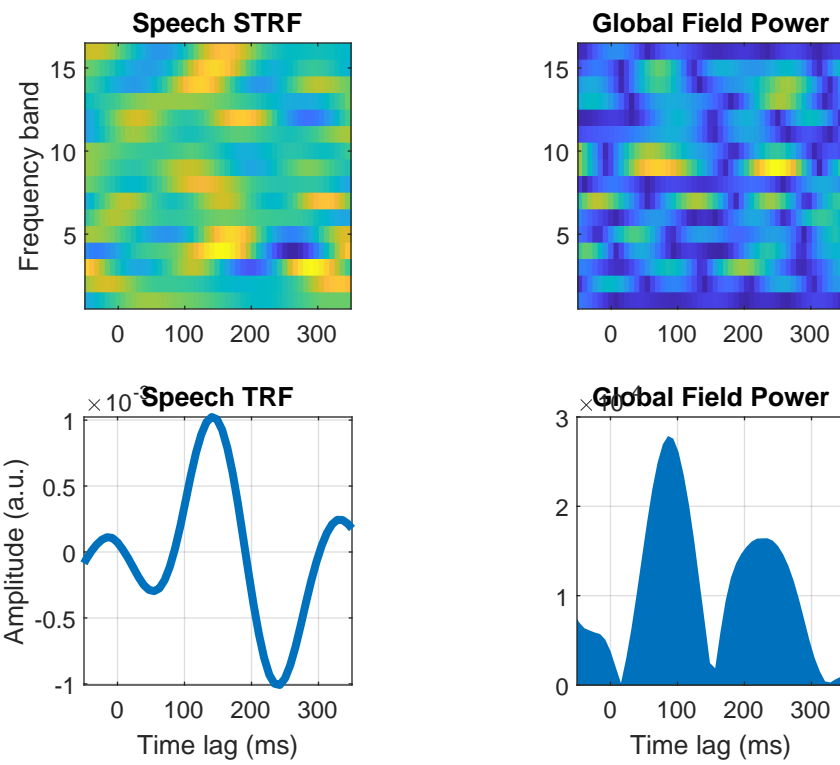 Speech STRF
Global Field Power
Frequency band
15
10
5
0 100 200 300
15
10
5
0 100 200 300
Speech TRF
× 10⁻³
Amplitude (a.u.)
1
0.5
0
-0.5
-1
0 100 200 300
Time lag (ms)
Global Field Power
× 10⁻⁴
3
2
1
0
0 100 200 300
Time lag (ms)